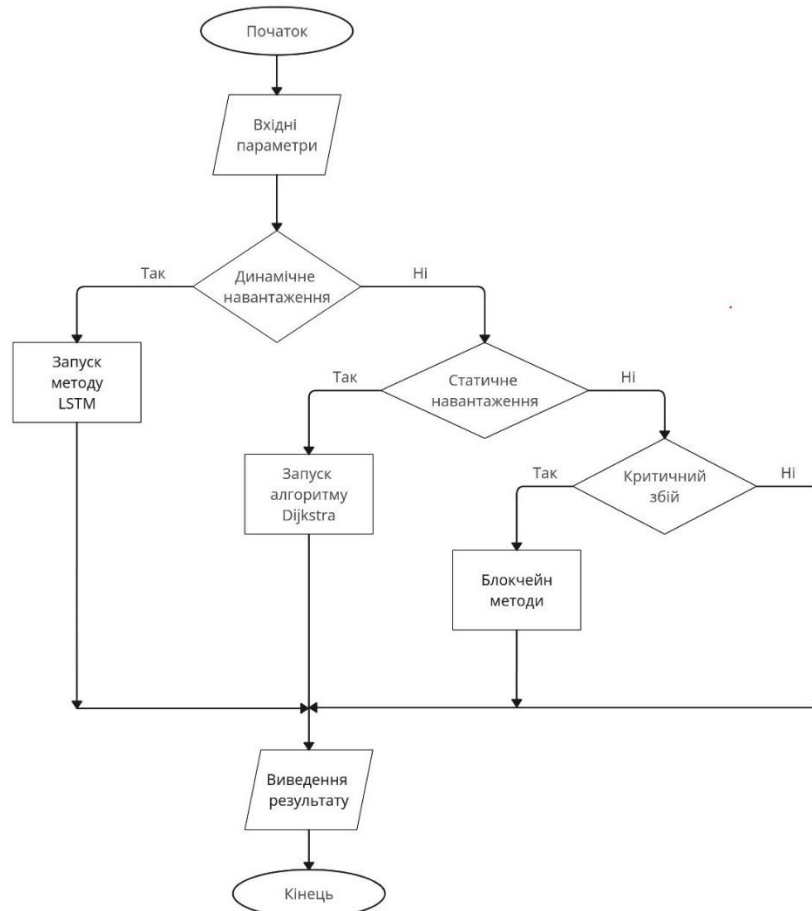 Початок
Вхідні
параметри
Так
Динамічне
навантаження
Ні
Запуск
методу
LSTM
Так
Статичне
навантаження
Ні
Запуск
алгоритму
Dijkstra
Так
Критичний
збій
Ні
Блокчейн
методи
Виведення
результату
Кінець